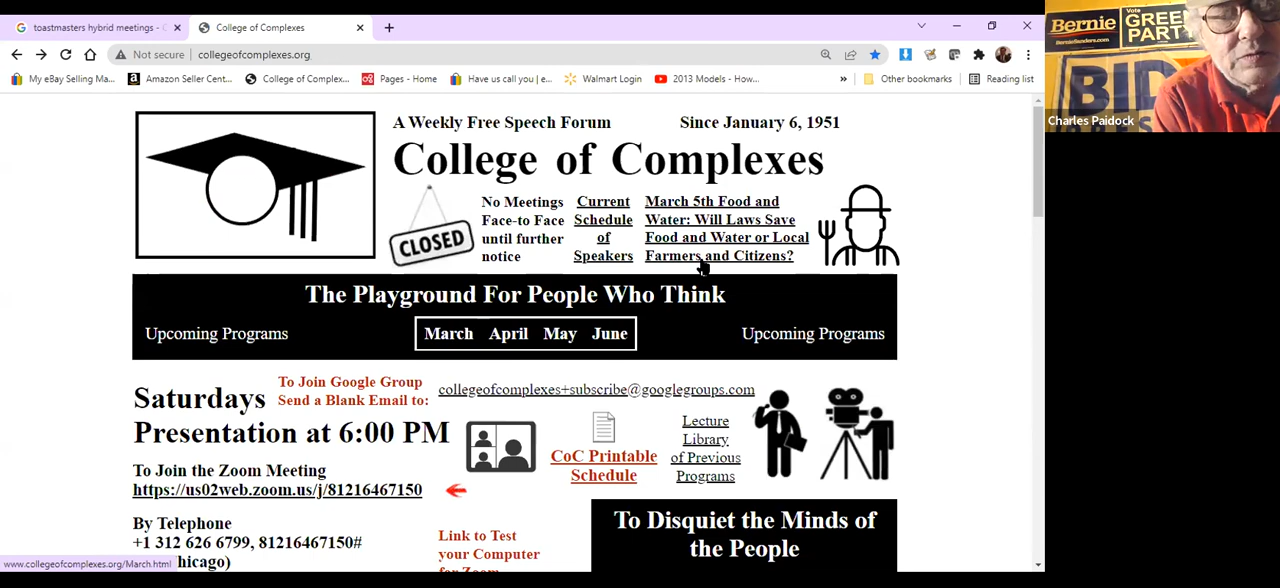 toastmasters hybrid meetings -
College of Complexes
Not secure
collegeofcomplexes.org
My eBay Selling Ma...
Amazon Seller Cent...
College of Complex...
Pages - Home
Have us call you | e...
Walmart Login
2013 Models - How...
»
Other bookmarks
Reading list
A Weekly Free Speech Forum
Since January 6, 1951
College of Complexes
CLOSED
No Meetings
Face-to Face
until further
notice
Current
Schedule
of
Speakers
March 5th Food and
Water: Will Laws Save
Food and Water or Local
Farmers and Citizens?
The Playground For People Who Think
Upcoming Programs
March April May June
Upcoming Programs
Saturdays
Presentation at 6:00 PM
To Join Google Group
Send a Blank Email to:
collegeofcomplexes+subscribe@googlegroups.com
CoC Printable
Schedule
Lecture
Library
of Previous
Programs
To Join the Zoom Meeting
https://us02web.zoom.us/j/81216467150
By Telephone
+1 312 626 6799, 81216467150#
hicago)
Link to Test
your Computer
for Zoom
To Disquiet the Minds of
the People
www.collegeofcomplexes.org/March.html
Bernie
BernieSanders.com
Vote
GREE
PARTY
BID
Charles Paidock